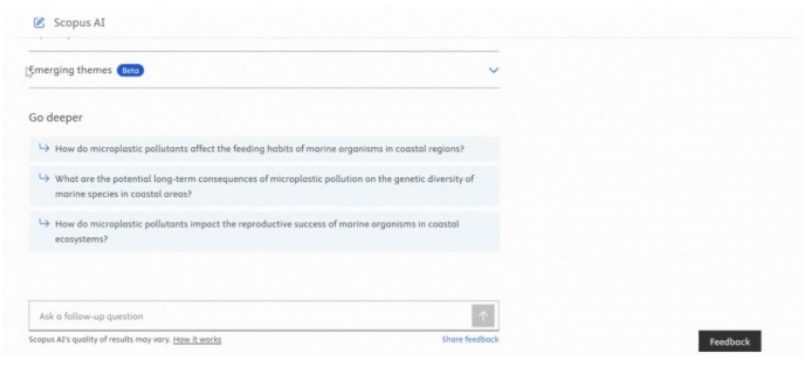 Scopus AI
Emerging themes Beta
Go deeper
How do microplastic pollutants affect the feeding habits of marine organisms in coastal regions?
What are the potential long-term consequences of microplastic pollution on the genetic diversity of
marine species in coastal areas?
How do microplastic pollutants impact the reproductive success of marine organisms in coastal
ecosystems?
Ask a follow-up question
Scopus AI's quality of results may vary. How it works
Share feedback
Feedback